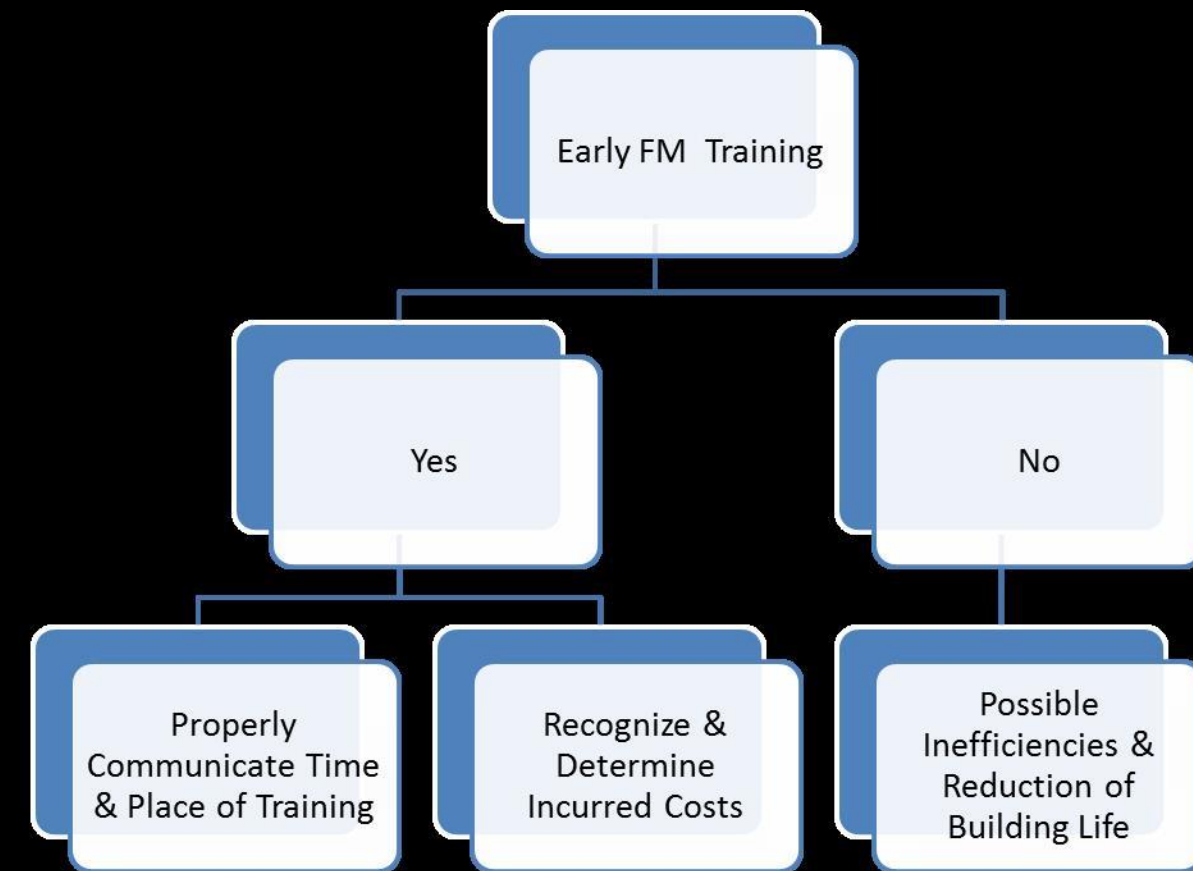 Early FM Training
Yes
No
Properly
Communicate Time
& Place of Training
Recognize &
Determine
Incurred Costs
Possible
Inefficiencies &
Reduction of
Building Life